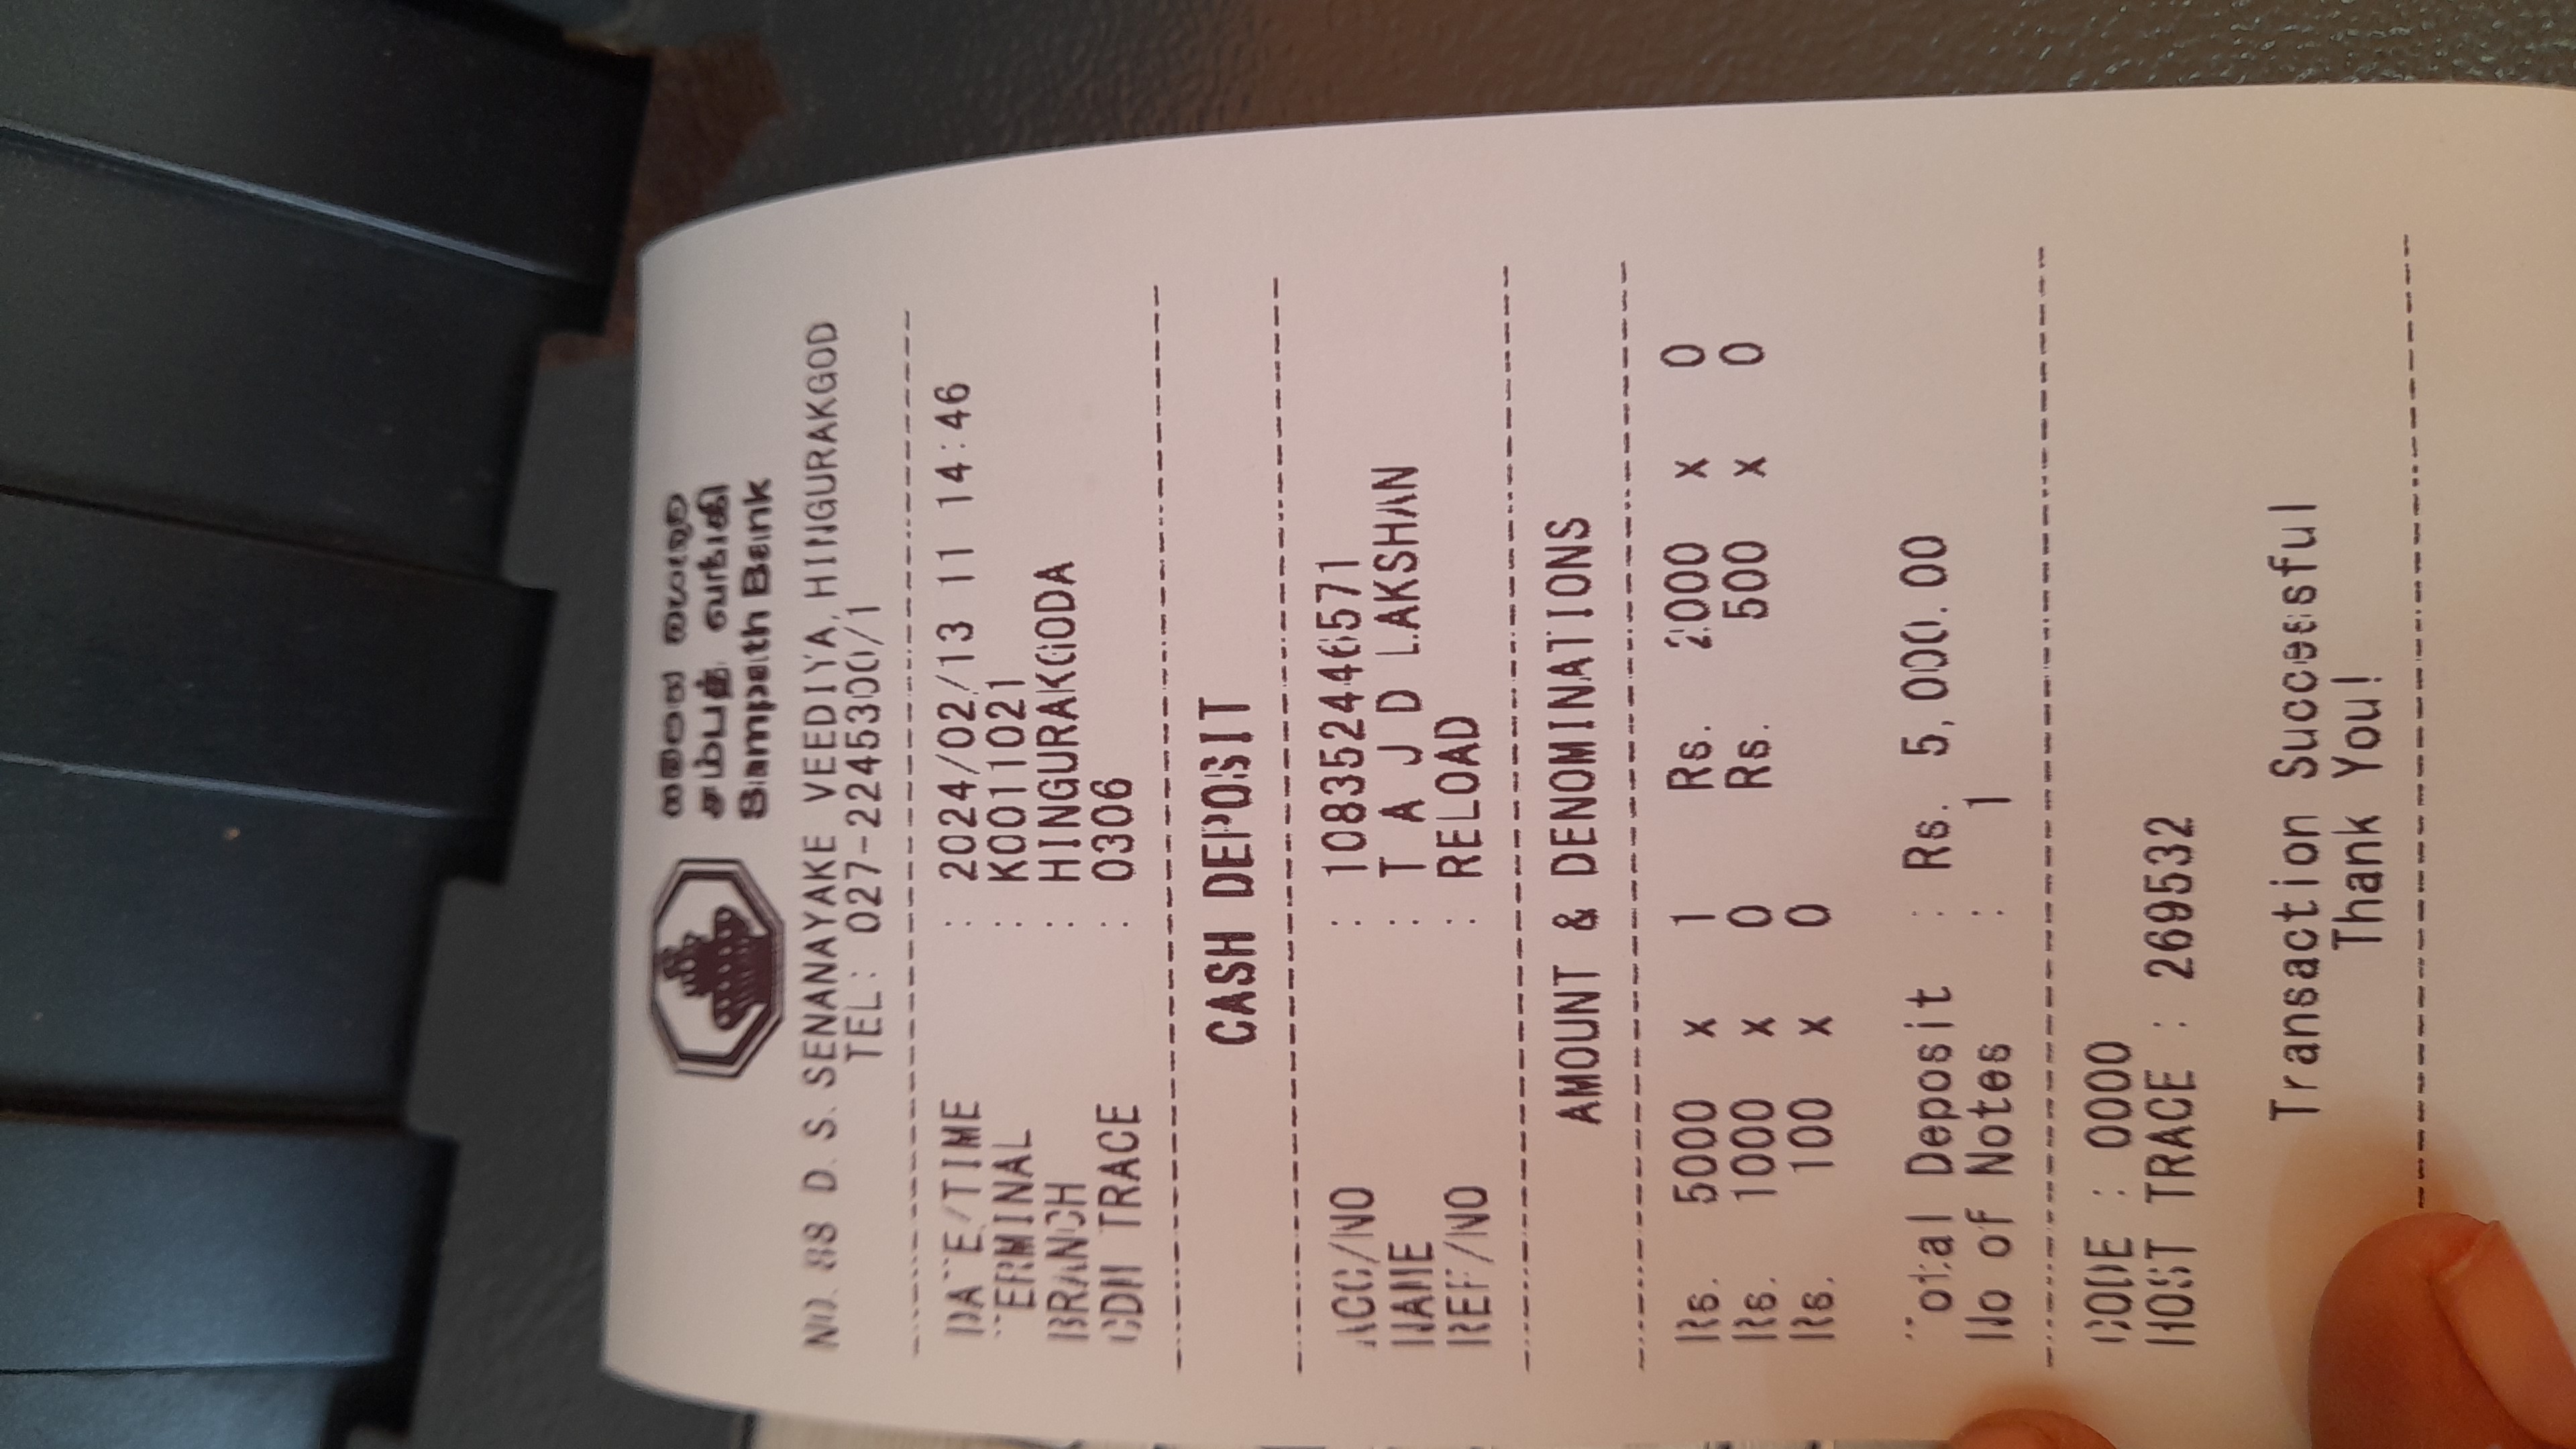 සම්පත් බැංකුව
சம்பத் வங்கி
Sampath Bank
NO. 88 D. S. SENANAYAKE VEEDIYA, HINGURAKGOD
TEL: 027-2245300/1
DATE/TIME : 2024/02/13 11 14:46
TERMINAL : K0011021
BRANCH : HINGURAKGODA
CDM TRACE : 0306
CASH DEPOSIT
ACC/NO : 108352446571
NAME : T A J D LAKSHAN
REF/NO : RELOAD
AMOUNT & DENOMINATIONS
Rs. 5000 x 1 Rs. 2000 x 0
Rs. 1000 x 0 Rs. 500 x 0
Rs. 100 x 0
Total Deposit : Rs. 5,000.00
No of Notes : 1
CODE : 0000
HOST TRACE : 269532
Transaction Successful
Thank You!